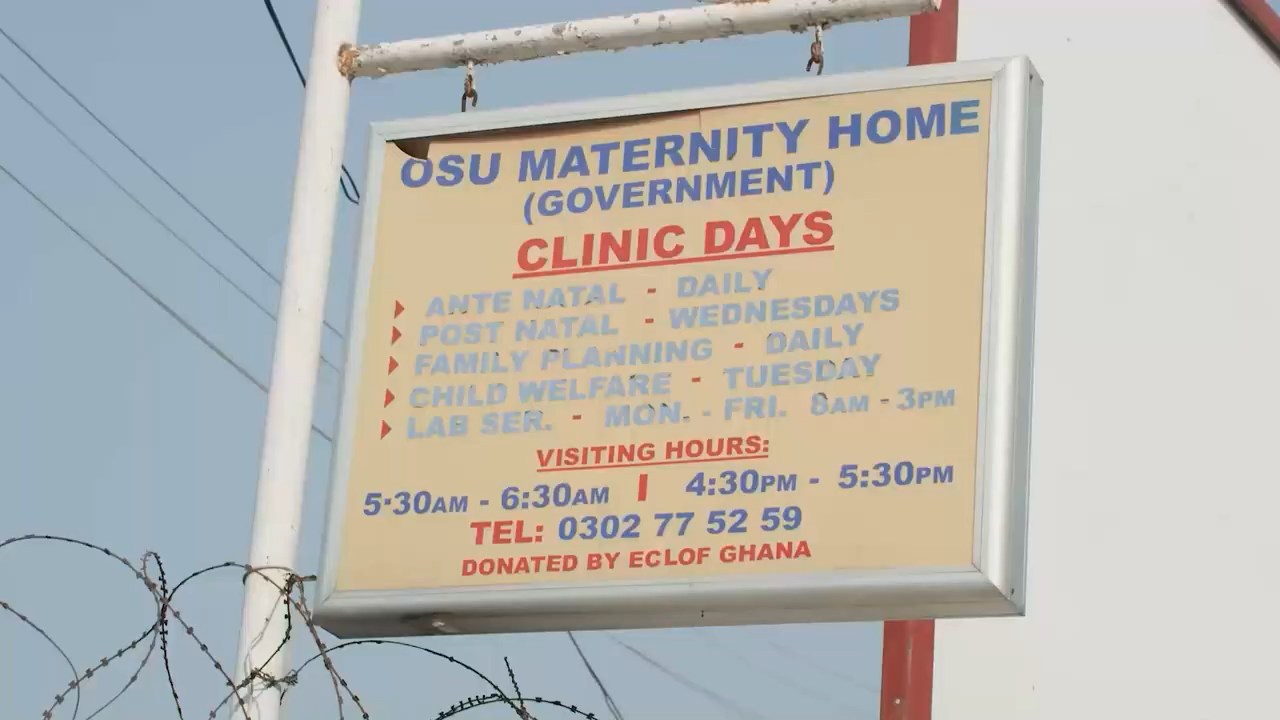 OSU MATERNITY HOME
(GOVERNMENT)
CLINIC DAYS
ANTE NATAL - DAILY
POST NATAL - WEDNESDAYS
FAMILY PLANNING - DAILY
CHILD WELFARE - TUESDAY
LAB SER. - MON. - FRI. 8AM - 3PM
VISITING HOURS:
5:30AM - 6:30AM | 4:30PM - 5:30PM
TEL: 0302 77 52 59
DONATED BY ECLOF GHANA